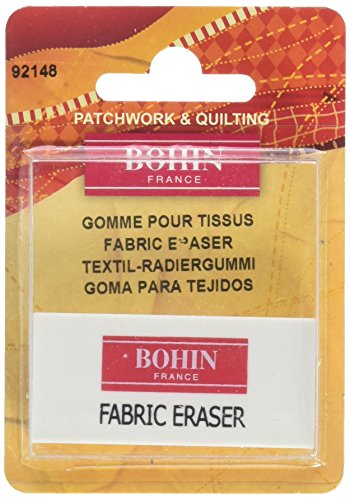 92148
PATCHWORK & QUILTING
BOHIN
FRANCE
GOMME POUR TISSUS
FABRIC ERASER
TEXTIL-RADIERGUMMI
GOMA PARA TEJIDOS
BOHIN
FRANCE
FABRIC ERASER